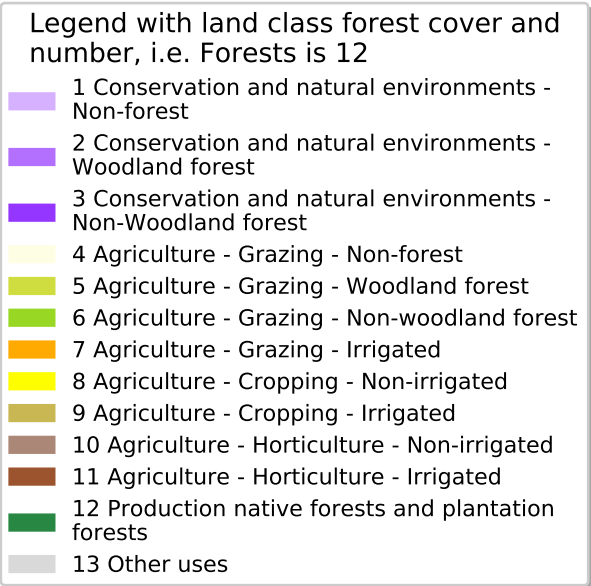 Legend with land class forest cover and
number, i.e. Forests is 12
1 Conservation and natural environments -
Non-forest
2 Conservation and natural environments -
Woodland forest
3 Conservation and natural environments -
Non-Woodland forest
4 Agriculture - Grazing - Non-forest
5 Agriculture - Grazing - Woodland forest
6 Agriculture - Grazing - Non-woodland forest
7 Agriculture - Grazing - Irrigated
8 Agriculture - Cropping - Non-irrigated
9 Agriculture - Cropping - Irrigated
10 Agriculture - Horticulture - Non-irrigated
11 Agriculture - Horticulture - Irrigated
12 Production native forests and plantation
forests
13 Other uses